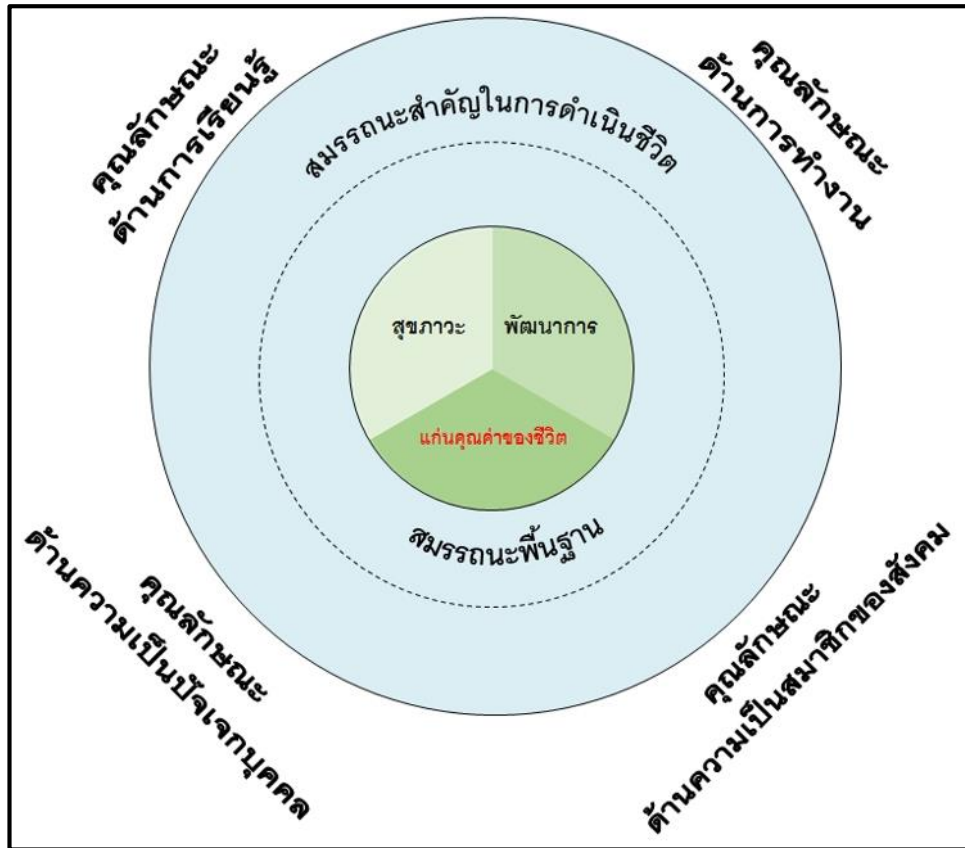 คุณลักษณะ
ด้านการเรียนรู้
คุณลักษณะ
ด้านการทำงาน
สมรรถนะสำคัญในการดำเนินชีวิต
สุขภาวะ
พัฒนาการ
แก่นคุณค่าของชีวิต
สมรรถนะพื้นฐาน
คุณลักษณะ
ด้านความเป็นปัจเจกบุคคล
คุณลักษณะ
ด้านความเป็นสมาชิกของสังคม